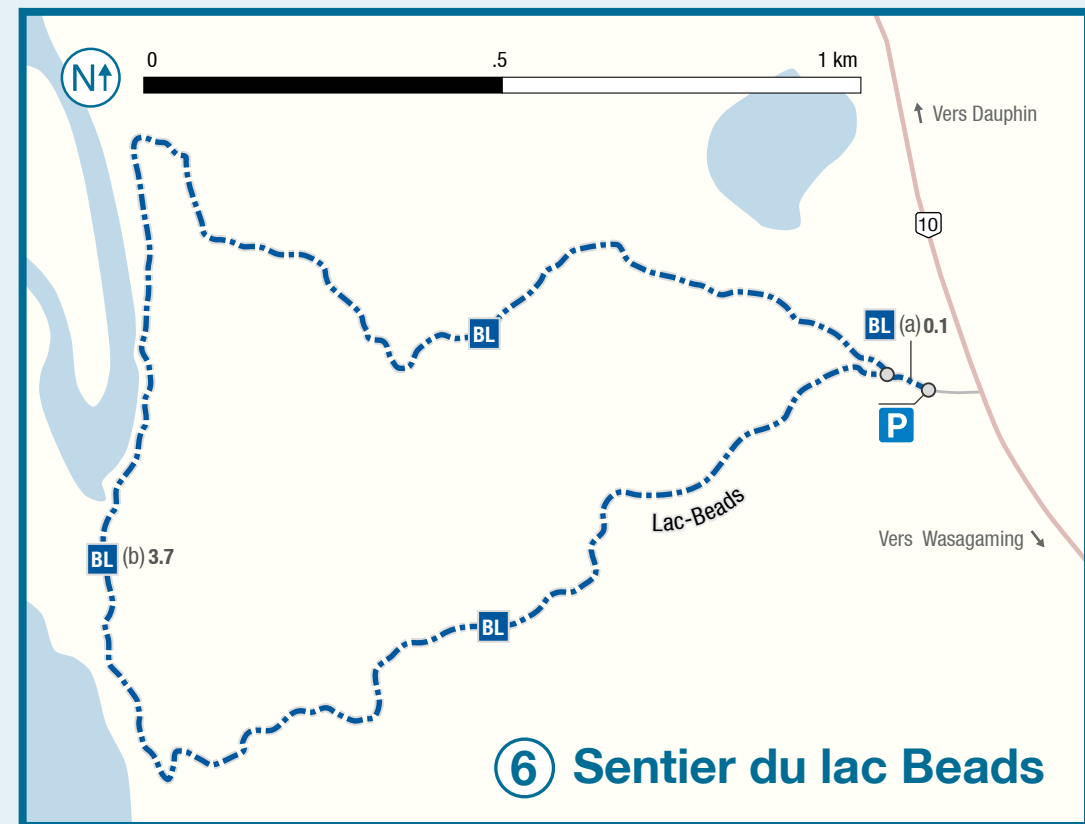 N
0 .5 1 km
Vers Dauphin
10
BL (a) 0.1
BL
P
Lac-Beads
Vers Wasagaming
BL (b) 3.7
BL
6 Sentier du lac Beads